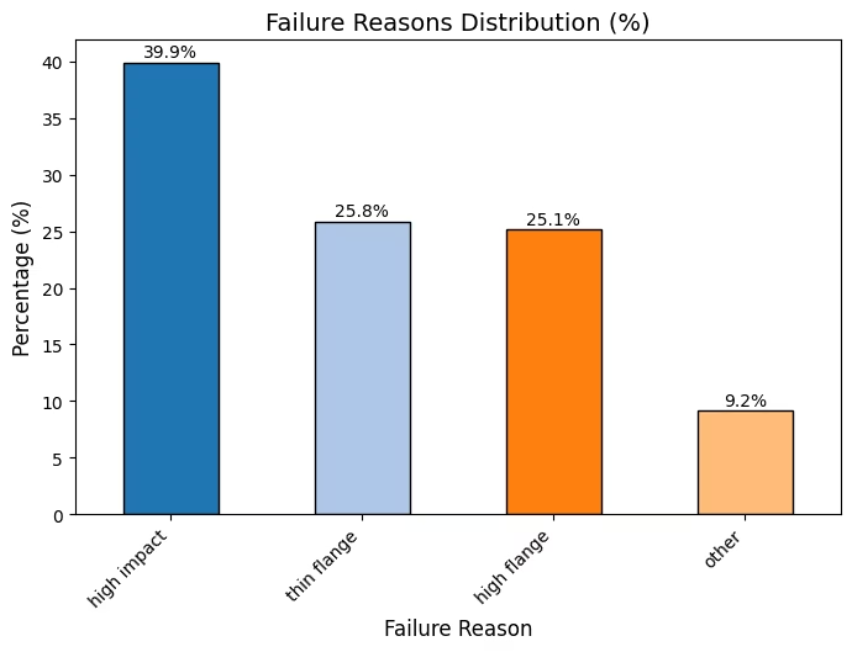 Failure Reasons Distribution (%)
39.9%
25.8%
25.1%
9.2%
40
35
30
25
20
15
10
5
0
Percentage (%)
high impact
thin flange
high flange
other
Failure Reason